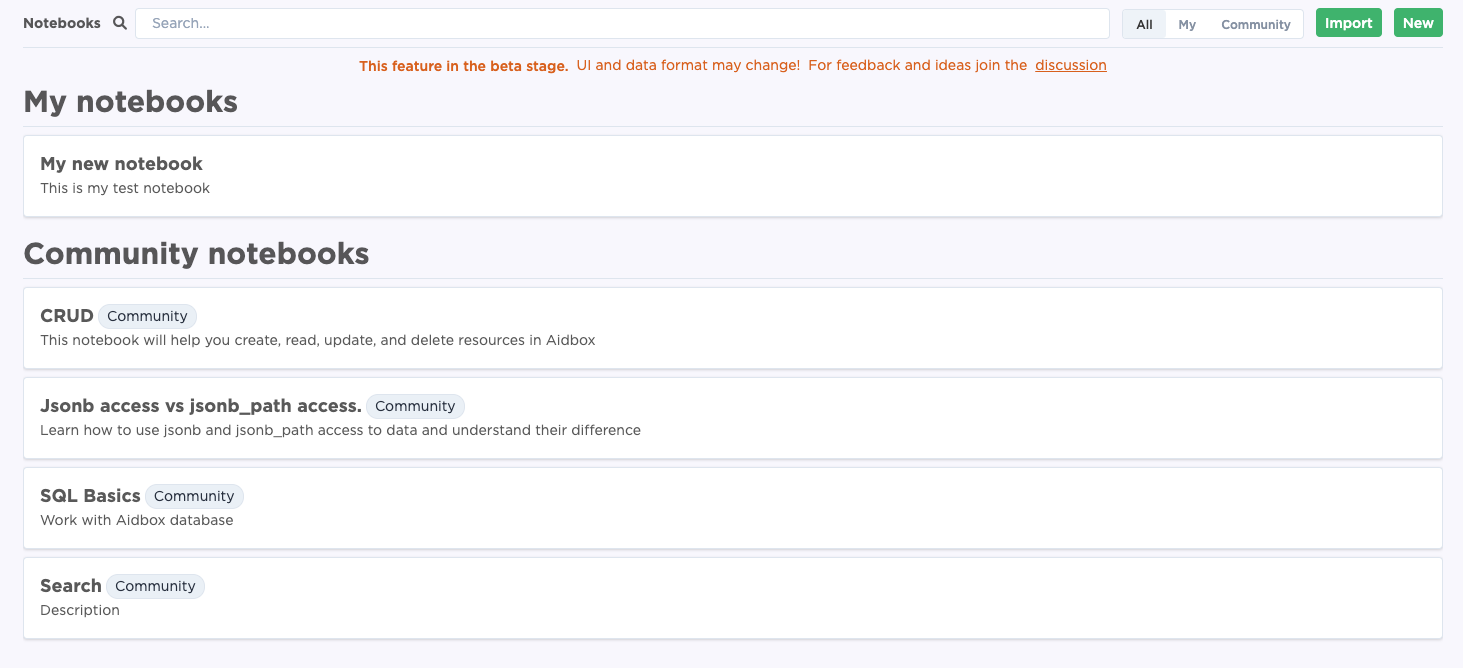 Notebooks Search... All My Community Import New
This feature in the beta stage. UI and data format may change! For feedback and ideas join the discussion
My notebooks
My new notebook
This is my test notebook
Community notebooks
CRUD Community
This notebook will help you create, read, update, and delete resources in Aidbox
Jsonb access vs jsonb_path access. Community
Learn how to use jsonb and jsonb_path access to data and understand their difference
SQL Basics Community
Work with Aidbox database
Search Community
Description